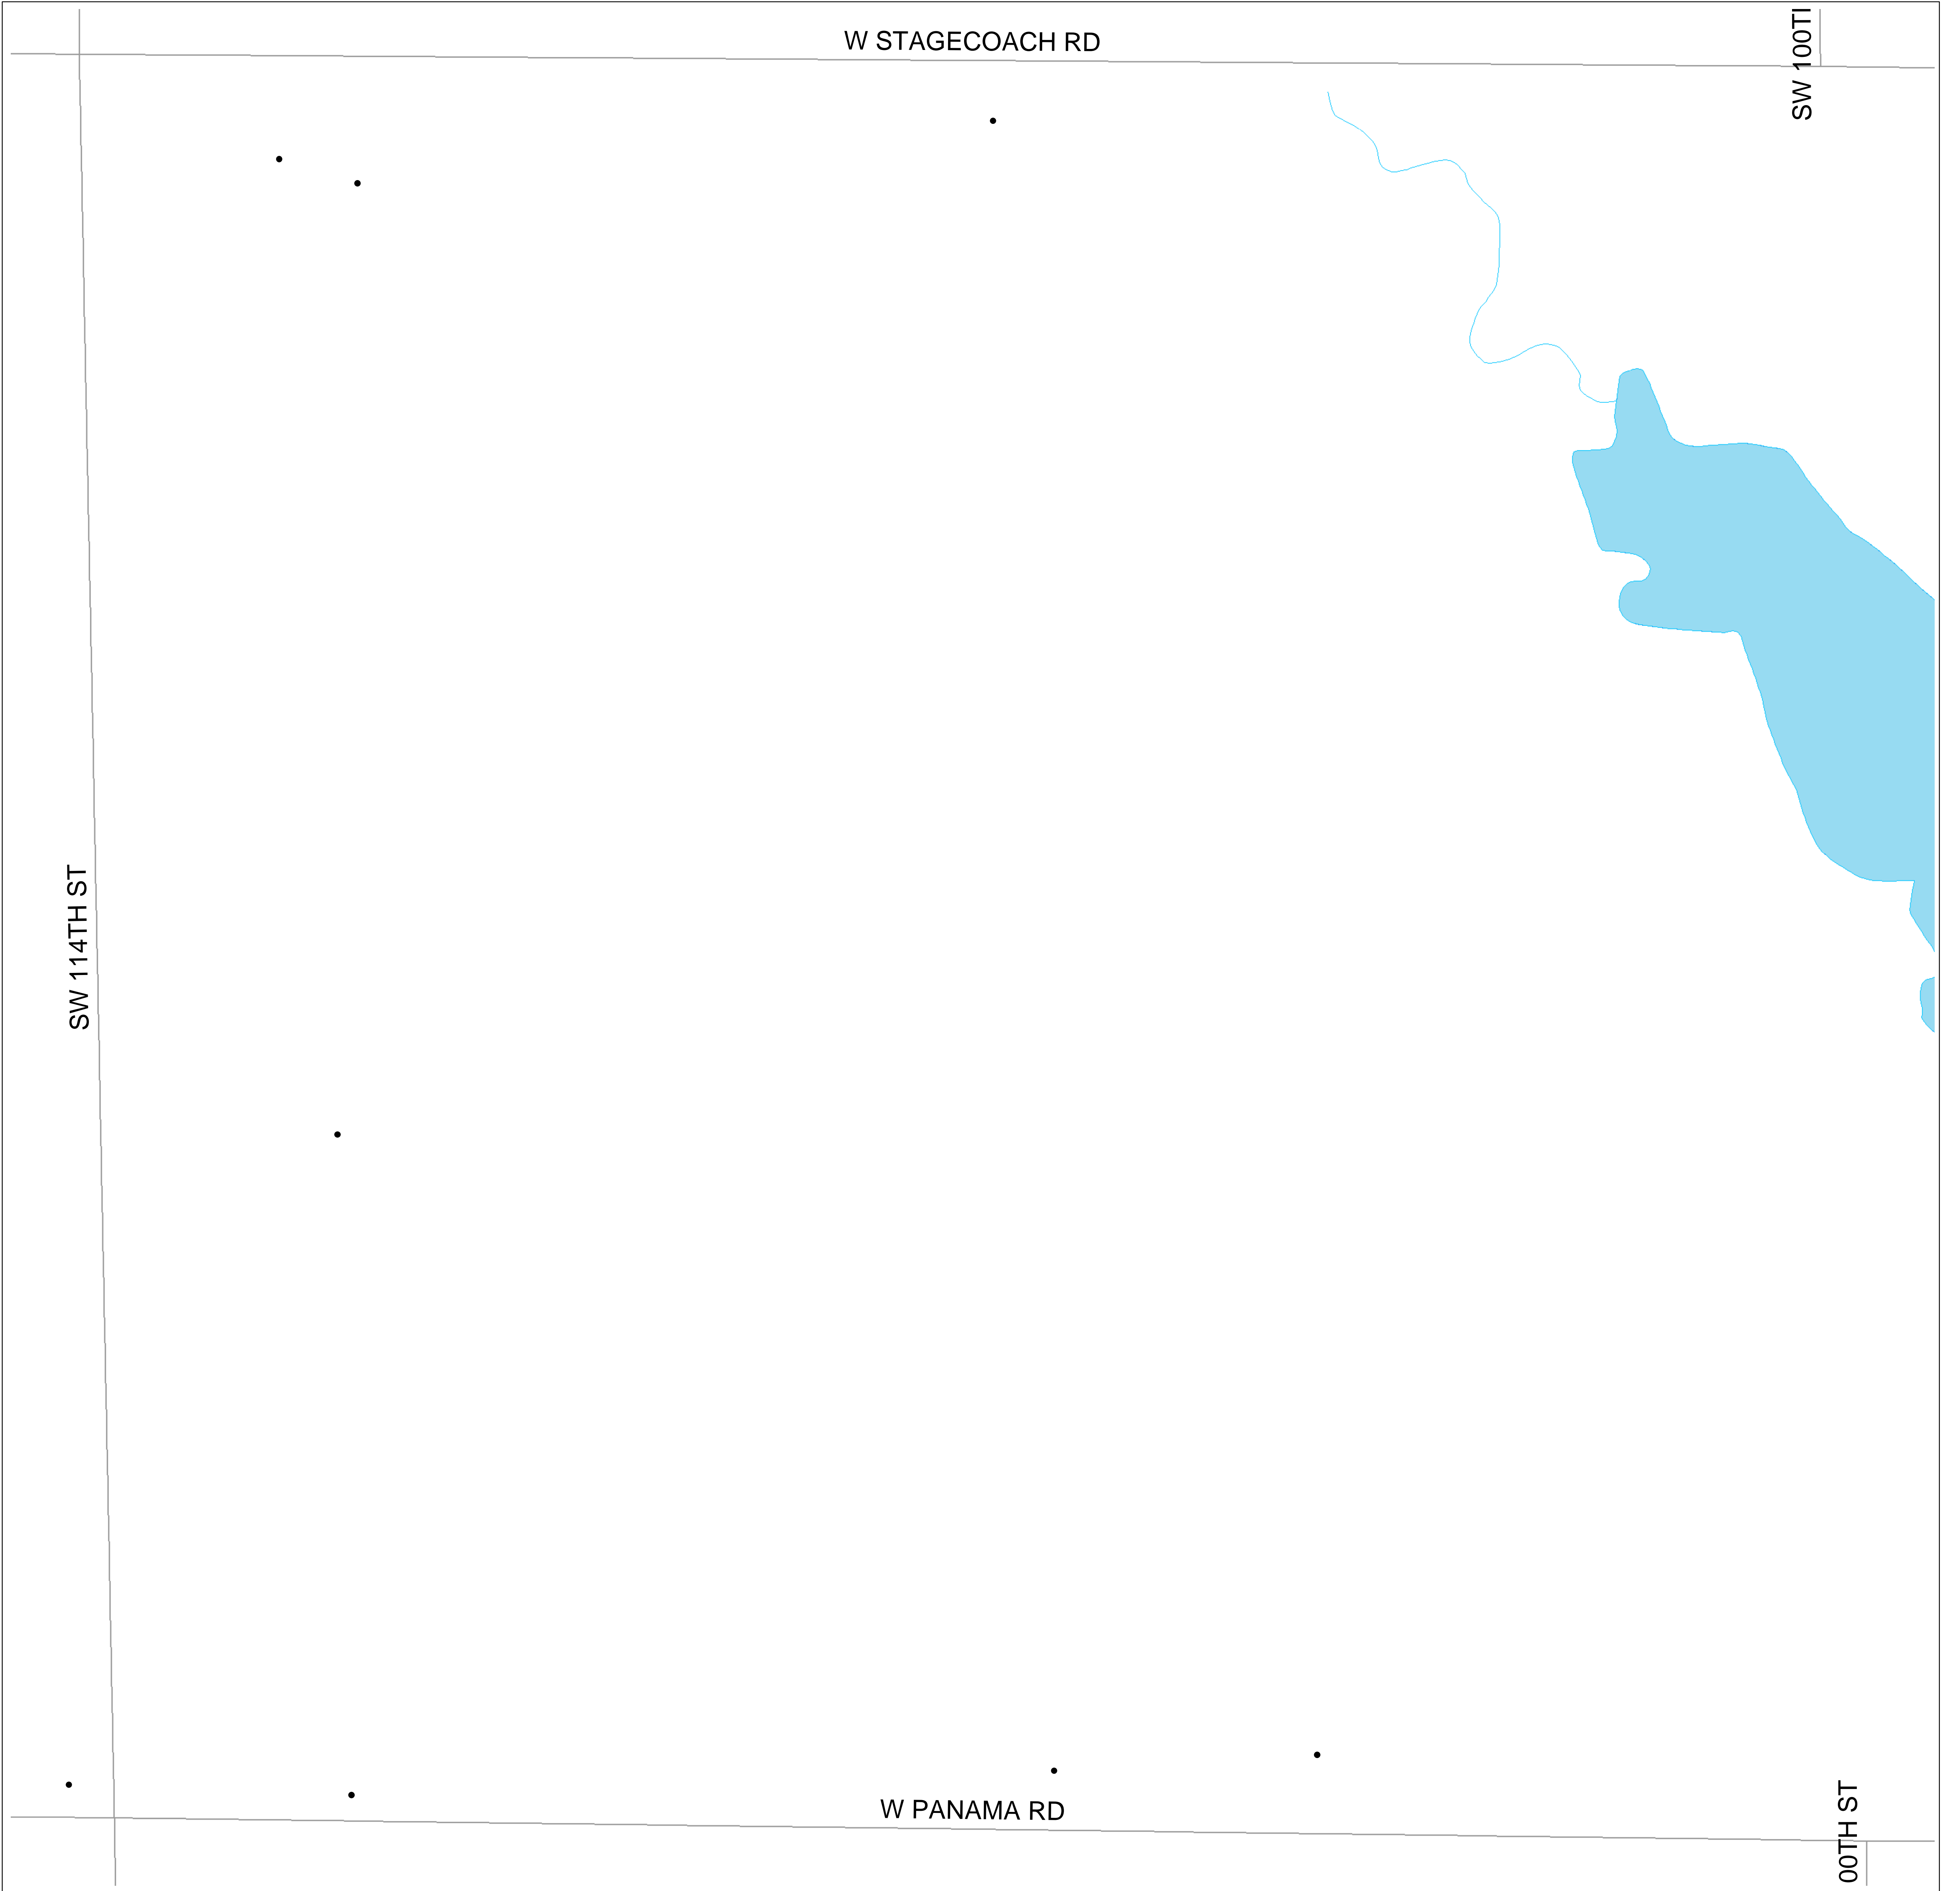 W STAGECOACH RD
SW 100TI
SW 114TH ST
W PANAMA RD
00TH ST